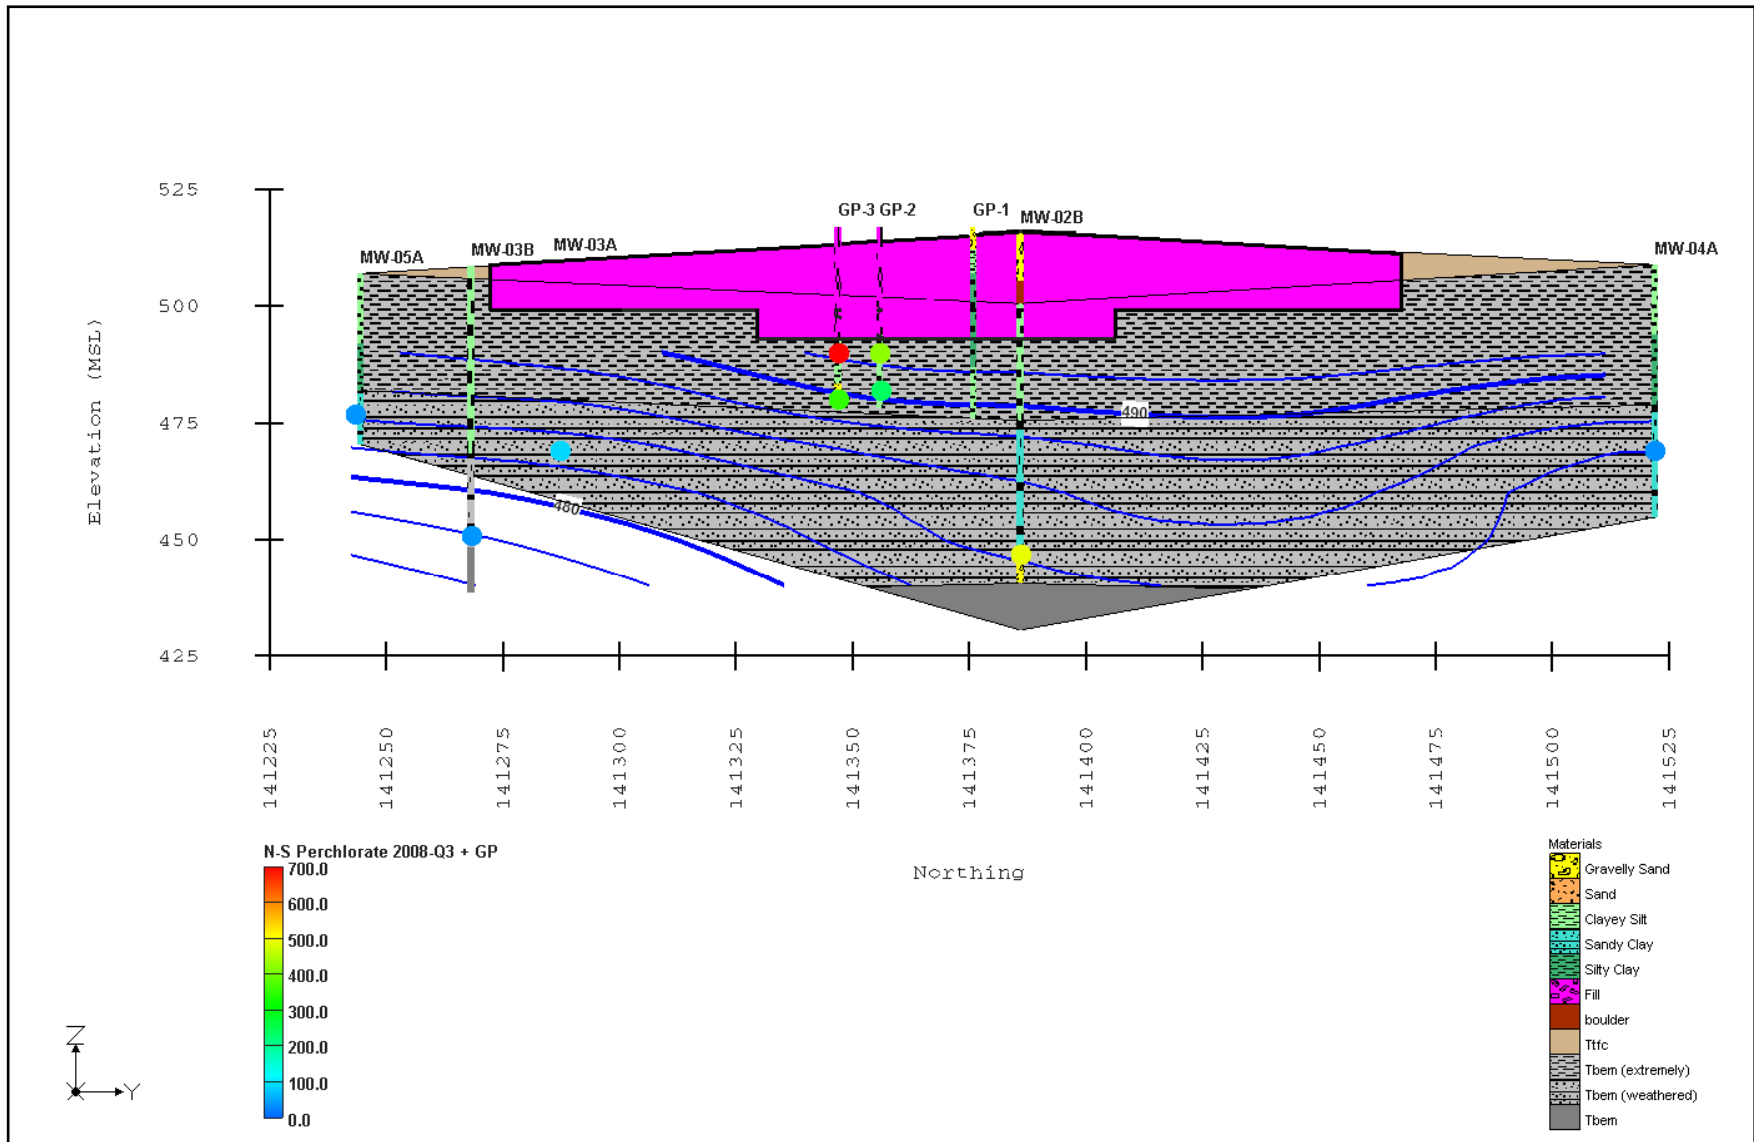 525
GP-3 GP-2
GP-1
MW-02B
MW-05A
MW-03B
MW-03A
MW-04A
500
Elevation (MSL)
475
490
480
450
425
141225
141250
141275
141300
141325
141350
141375
141400
141425
141450
141475
141500
141525
Northing
N-S Perchlorate 2008-Q3 + GP
700.0
600.0
500.0
400.0
300.0
200.0
100.0
0.0
Materials
Gravelly Sand
Sand
Clayey Silt
Sandy Clay
Silty Clay
Fill
boulder
Ttfc
Tbem (extremely)
Tbem (weathered)
Tbem
Z
X
Y